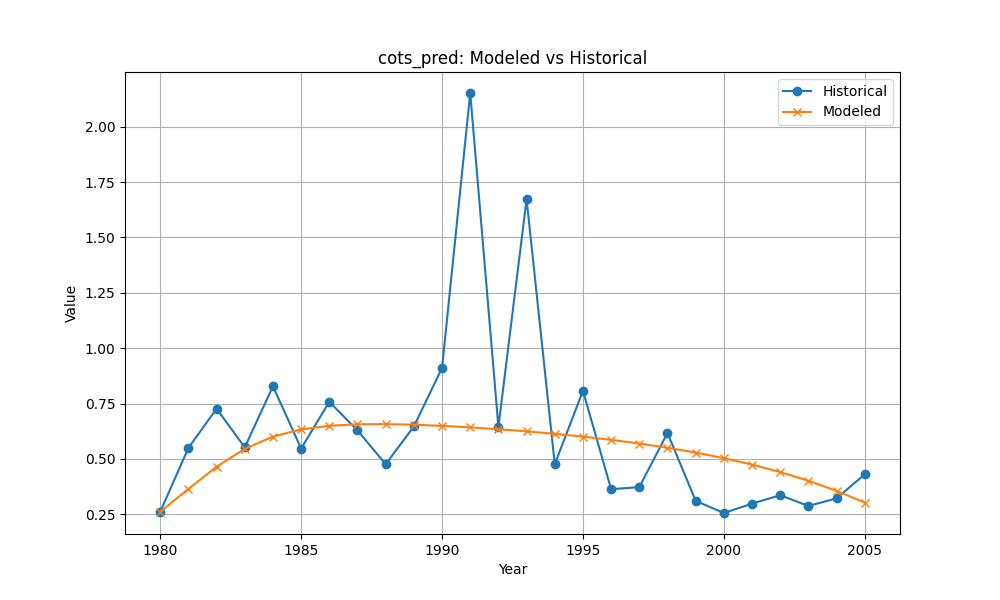 cots_pred: Modeled vs Historical
Historical
Modeled
2.00
1.75
1.50
1.25
1.00
0.75
0.50
0.25
Value
1980 1985 1990 1995 2000 2005
Year